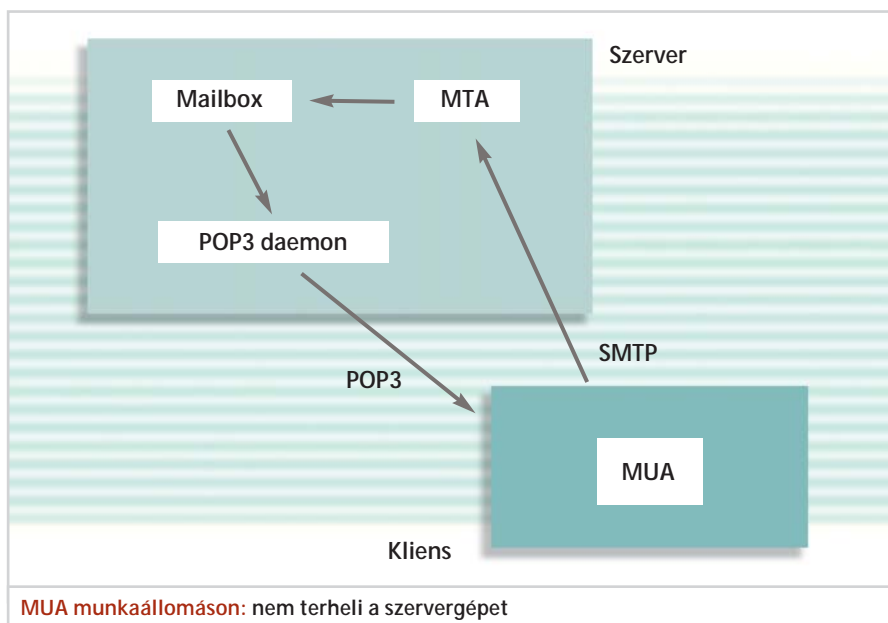 Szerver
Mailbox
MTA
POP3 daemon
SMTP
POP3
MUA
Kliens
MUA munkaállomáson: nem terheli a szervergépet